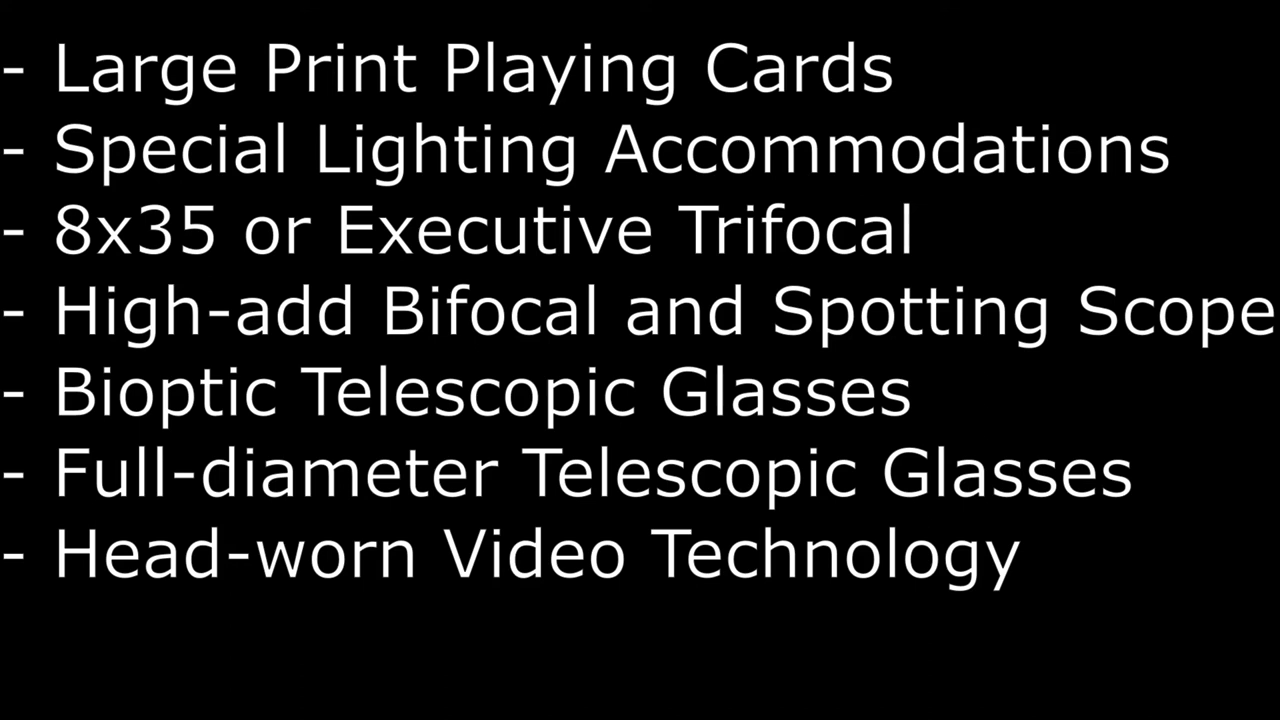 - Large Print Playing Cards
- Special Lighting Accommodations
- 8x35 or Executive Trifocal
- High-add Bifocal and Spotting Scope
- Bioptic Telescopic Glasses
- Full-diameter Telescopic Glasses
- Head-worn Video Technology